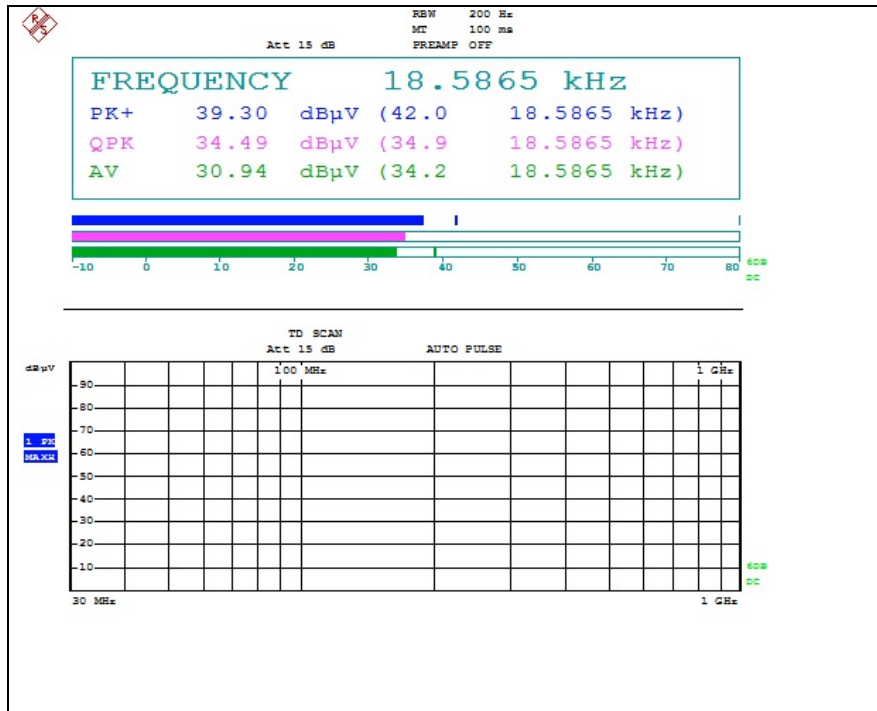 R S
RBW 200 Hz
MT 100 ms
Att 15 dB PREAMP OFF
FREQUENCY 18.5865 kHz
PK+ 39.30 dBµV (42.0 18.5865 kHz)
QPK 34.49 dBµV (34.9 18.5865 kHz)
AV 30.94 dBµV (34.2 18.5865 kHz)
-10 0 10 20 30 40 50 60 70 80
6DB
DC
TD SCAN
Att 15 dB AUTO PULSE
dBµV
100 MHz 1 GHz
90
80
70
1 PK
MAXH
60
50
40
30
20
10
6DB
DC
30 MHz 1 GHz